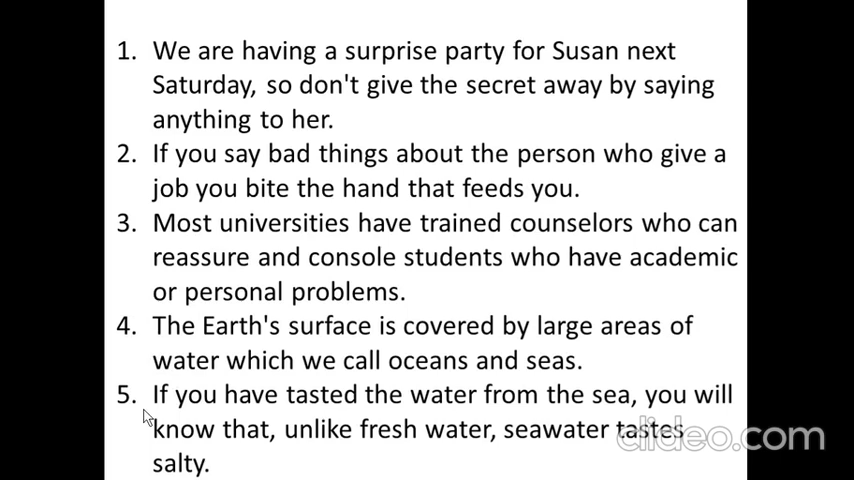 1. We are having a surprise party for Susan next
Saturday, so don't give the secret away by saying
anything to her.
2. If you say bad things about the person who give a
job you bite the hand that feeds you.
3. Most universities have trained counselors who can
reassure and console students who have academic
or personal problems.
4. The Earth's surface is covered by large areas of
water which we call oceans and seas.
5. If you have tasted the water from the sea, you will
know that, unlike fresh water, seawater tastes
clideo.com
salty.